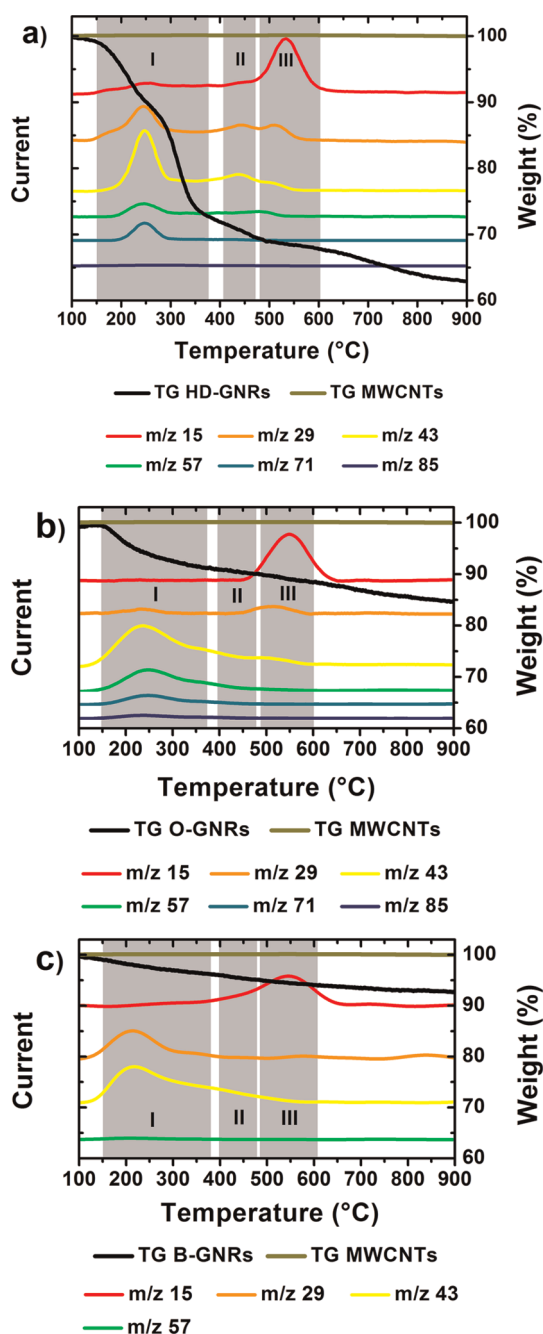 a)
I
II
III
100
90
80
70
60
Current
Weight (%)
100 200 300 400 500 600 700 800 900
Temperature (°C)
TG HD-GNRs TG MWCNTs
m/z 15 m/z 29 m/z 43
m/z 57 m/z 71 m/z 85
b)
I
II
III
100
90
80
70
60
Current
Weight (%)
100 200 300 400 500 600 700 800 900
Temperature (°C)
TG O-GNRs TG MWCNTs
m/z 15 m/z 29 m/z 43
m/z 57 m/z 71 m/z 85
c)
I
II
III
100
90
80
70
60
Current
Weight (%)
100 200 300 400 500 600 700 800 900
Temperature (°C)
TG B-GNRs TG MWCNTs
m/z 15 m/z 29 m/z 43
m/z 57